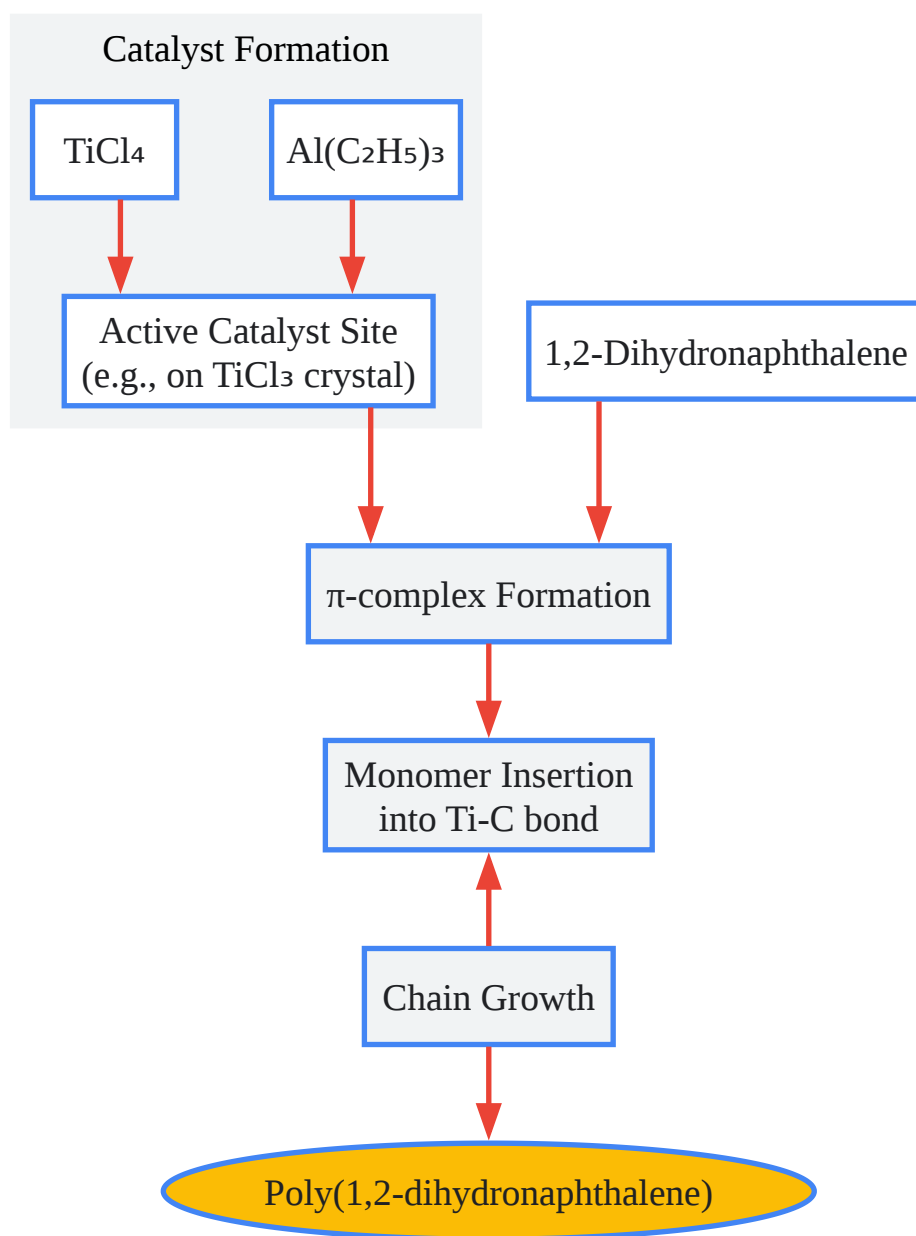 Catalyst Formation
TiCl₄
Al(C₂H₅)₃
Active Catalyst Site
(e.g., on TiCl₃ crystal)
1,2-Dihydronaphthalene
π-complex Formation
Monomer Insertion
into Ti-C bond
Chain Growth
Poly(1,2-dihydronaphthalene)